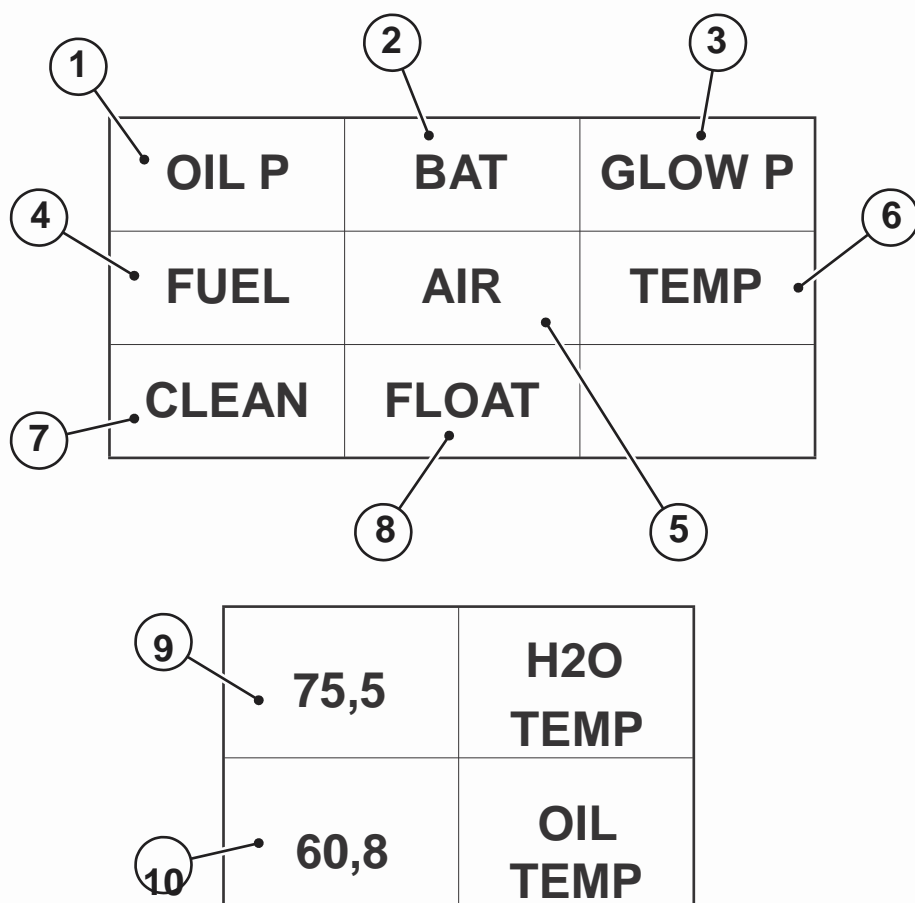 1 2 3
OIL P BAT GLOW P
4 6
FUEL AIR TEMP
CLEAN FLOAT
7
8 5
9
75,5 H2O
TEMP
60,8 OIL
TEMP
10